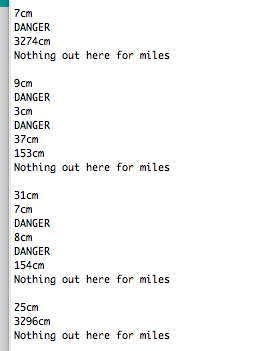 7cm
DANGER
3274cm
Nothing out here for miles
9cm
DANGER
3cm
DANGER
37cm
153cm
Nothing out here for miles
31cm
7cm
DANGER
8cm
DANGER
154cm
Nothing out here for miles
25cm
3296cm
Nothing out here for miles